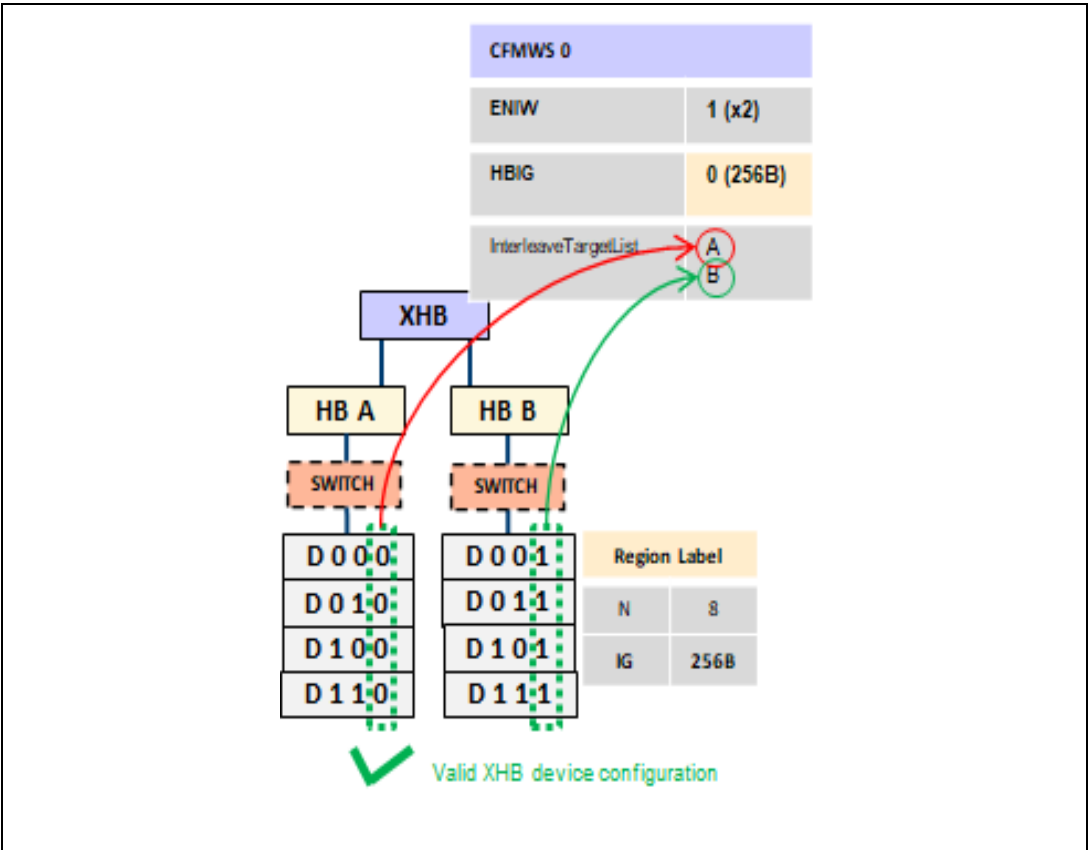 CFMWS 0
ENIW 1 (x2)
HBIG 0 (256B)
InterleaveTargetList A
B
XHB
HB A HB B
SWITCH SWITCH
D 0 0 0 D 0 0 1
D 0 1 0 D 0 1 1
D 1 0 0 D 1 0 1
D 1 1 0 D 1 1 1
Region Label
N 8
IG 256B
Valid XHB device configuration